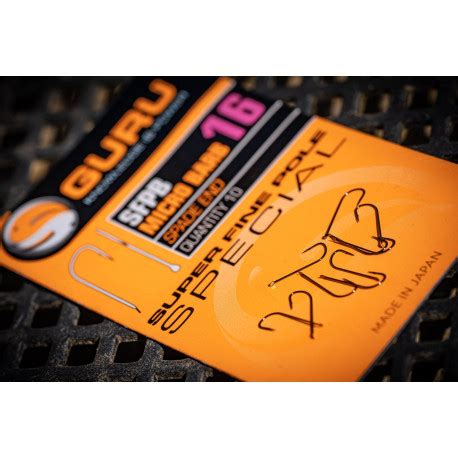 GURU
SFPB
MICRO BARB
16
SPADE END
QUANTITY 10
SUPER FINE POLE
SPECIAL
MADE IN JAPAN